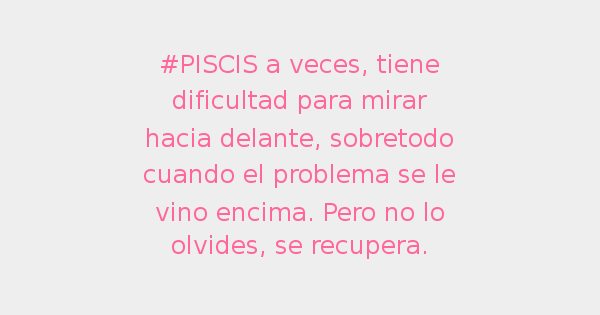 #PISCIS a veces, tiene
dificultad para mirar
hacia delante, sobretodo
cuando el problema se le
vino encima. Pero no lo
olvides, se recupera.